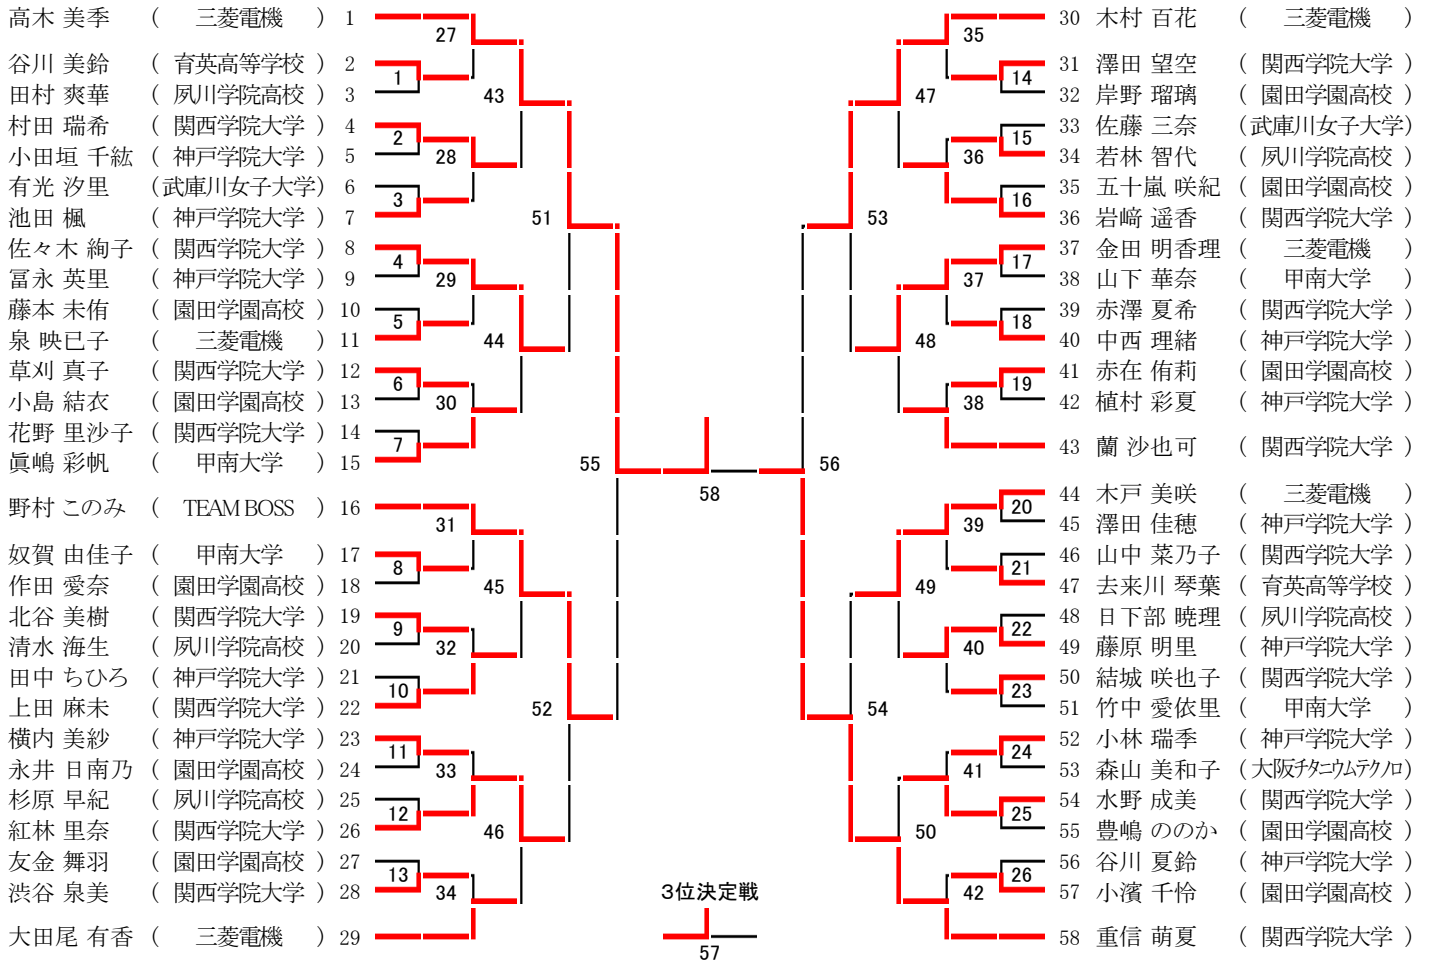 高木 美季 ( 三菱電機 ) 1
谷川 美鈴 ( 育英高等学校 ) 2
田村 爽華 ( 夙川学院高校 ) 3
村田 瑞希 ( 関西学院大学 ) 4
小田垣 千紘 ( 神戸学院大学 ) 5
有光 汐里 (武庫川女子大学) 6
池田 楓 ( 神戸学院大学 ) 7
佐々木 絢子 ( 関西学院大学 ) 8
冨永 英里 ( 神戸学院大学 ) 9
藤本 未侑 ( 園田学園高校 ) 10
泉 映已子 ( 三菱電機 ) 11
草刈 真子 ( 関西学院大学 ) 12
小島 結衣 ( 園田学園高校 ) 13
花野 里沙子 ( 関西学院大学 ) 14
眞嶋 彩帆 ( 甲南大学 ) 15
野村 このみ ( TEAM BOSS ) 16
奴賀 由佳子 ( 甲南大学 ) 17
作田 愛奈 ( 園田学園高校 ) 18
北谷 美樹 ( 関西学院大学 ) 19
清水 海生 ( 夙川学院高校 ) 20
田中 ちひろ ( 神戸学院大学 ) 21
上田 麻未 ( 関西学院大学 ) 22
横内 美紗 ( 神戸学院大学 ) 23
永井 日南乃 ( 園田学園高校 ) 24
杉原 早紀 ( 夙川学院高校 ) 25
紅林 里奈 ( 関西学院大学 ) 26
友金 舞羽 ( 園田学園高校 ) 27
渋谷 泉美 ( 関西学院大学 ) 28
大田尾 有香 ( 三菱電機 ) 29
27
1
43
2
28
3
51
4
29
5
44
6
30
7
55
31
8
45
9
32
10
52
11
33
12
46
13
34
58
3位決定戦
57
56
35
14
47
15
36
16
53
17
37
18
48
19
38
20
39
21
49
22
40
23
54
24
41
25
50
26
42
30 木村 百花 ( 三菱電機 )
31 澤田 望空 ( 関西学院大学 )
32 岸野 瑠璃 ( 園田学園高校 )
33 佐藤 三奈 (武庫川女子大学)
34 若林 智代 ( 夙川学院高校 )
35 五十嵐 咲紀 ( 園田学園高校 )
36 岩﨑 遥香 ( 関西学院大学 )
37 金田 明香理 ( 三菱電機 )
38 山下 華奈 ( 甲南大学 )
39 赤澤 夏希 ( 関西学院大学 )
40 中西 理緒 ( 神戸学院大学 )
41 赤在 侑莉 ( 園田学園高校 )
42 植村 彩夏 ( 神戸学院大学 )
43 蘭 沙也可 ( 関西学院大学 )
44 木戸 美咲 ( 三菱電機 )
45 澤田 佳穂 ( 神戸学院大学 )
46 山中 菜乃子 ( 関西学院大学 )
47 去来川 琴葉 ( 育英高等学校 )
48 日下部 暁理 ( 夙川学院高校 )
49 藤原 明里 ( 神戸学院大学 )
50 結城 咲也子 ( 関西学院大学 )
51 竹中 愛依里 ( 甲南大学 )
52 小林 瑞季 ( 神戸学院大学 )
53 森山 美和子 (大阪チタニウムテクノロ)
54 水野 成美 ( 関西学院大学 )
55 豊嶋 ののか ( 園田学園高校 )
56 谷川 夏鈴 ( 神戸学院大学 )
57 小濱 千怜 ( 園田学園高校 )
58 重信 萌夏 ( 関西学院大学 )